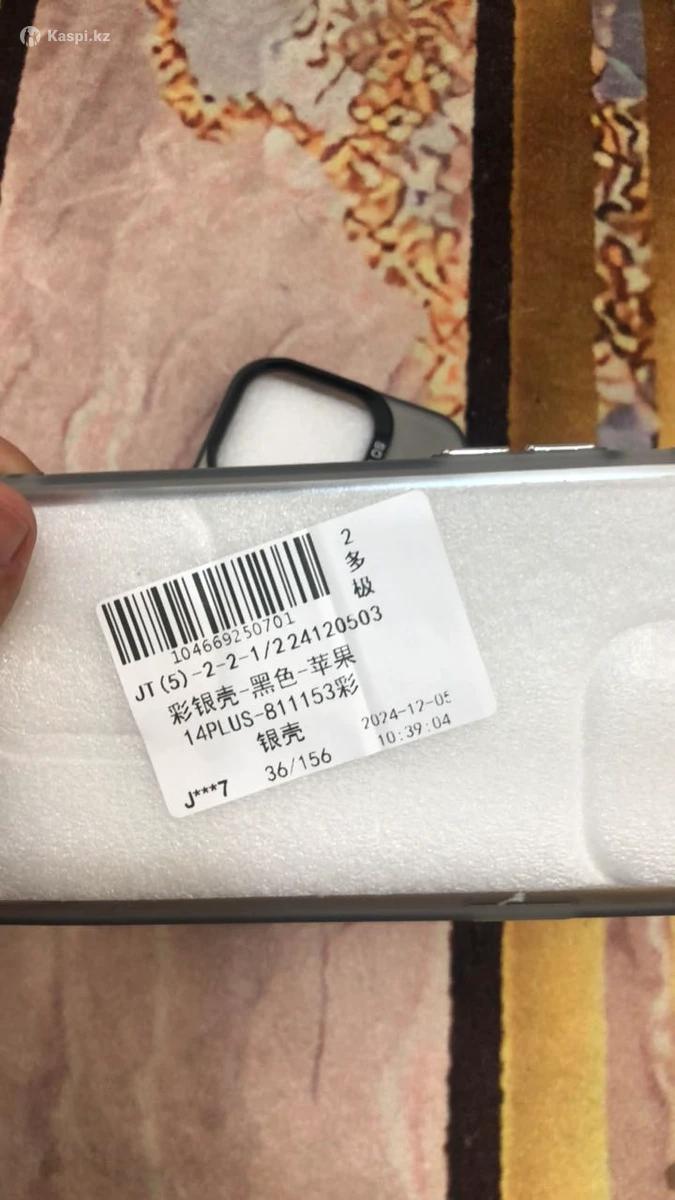 Kaspi.kz
104669250701
2
多
极
JT(5)-2-2-1/224120503
彩银壳-黑色-苹果
14PLUS-811153彩
银壳
2024-12-05
10:39:04
J***7
36/156